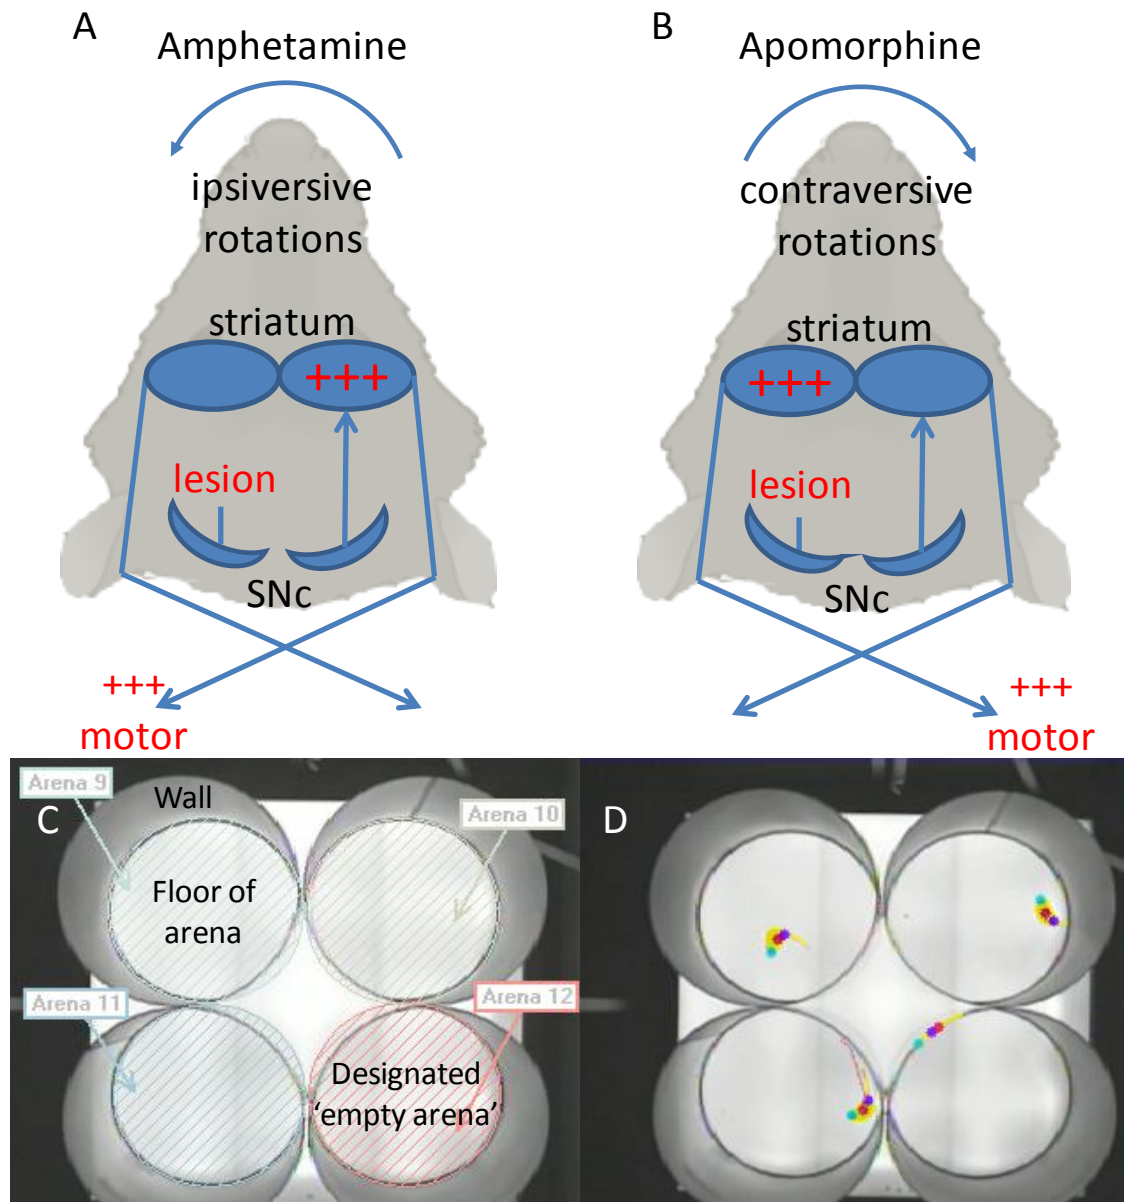 A
Amphetamine
ipsiversive
rotations
striatum
+++
lesion
SNc
+++
motor
B
Apomorphine
contraversive
rotations
striatum
+++
lesion
SNc
+++
motor
C
Arena 9
Wall
Arena 10
Floor of
arena
Arena 11
Arena 12
Designated
‘empty arena’
D